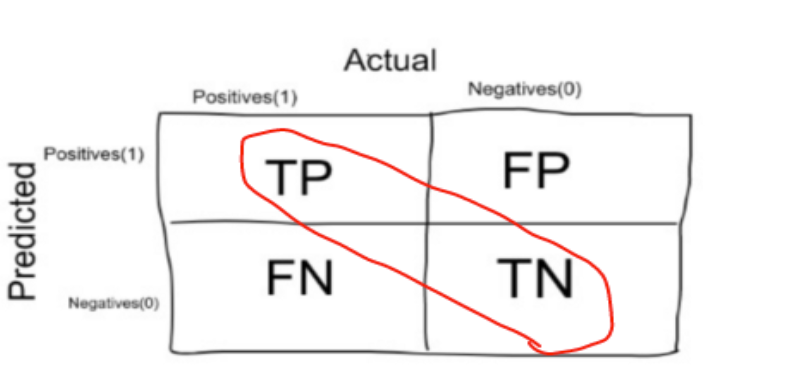 Actual
Positives(1) Negatives(0)
Predicted
Positives(1) TP FP
Negatives(0) FN TN